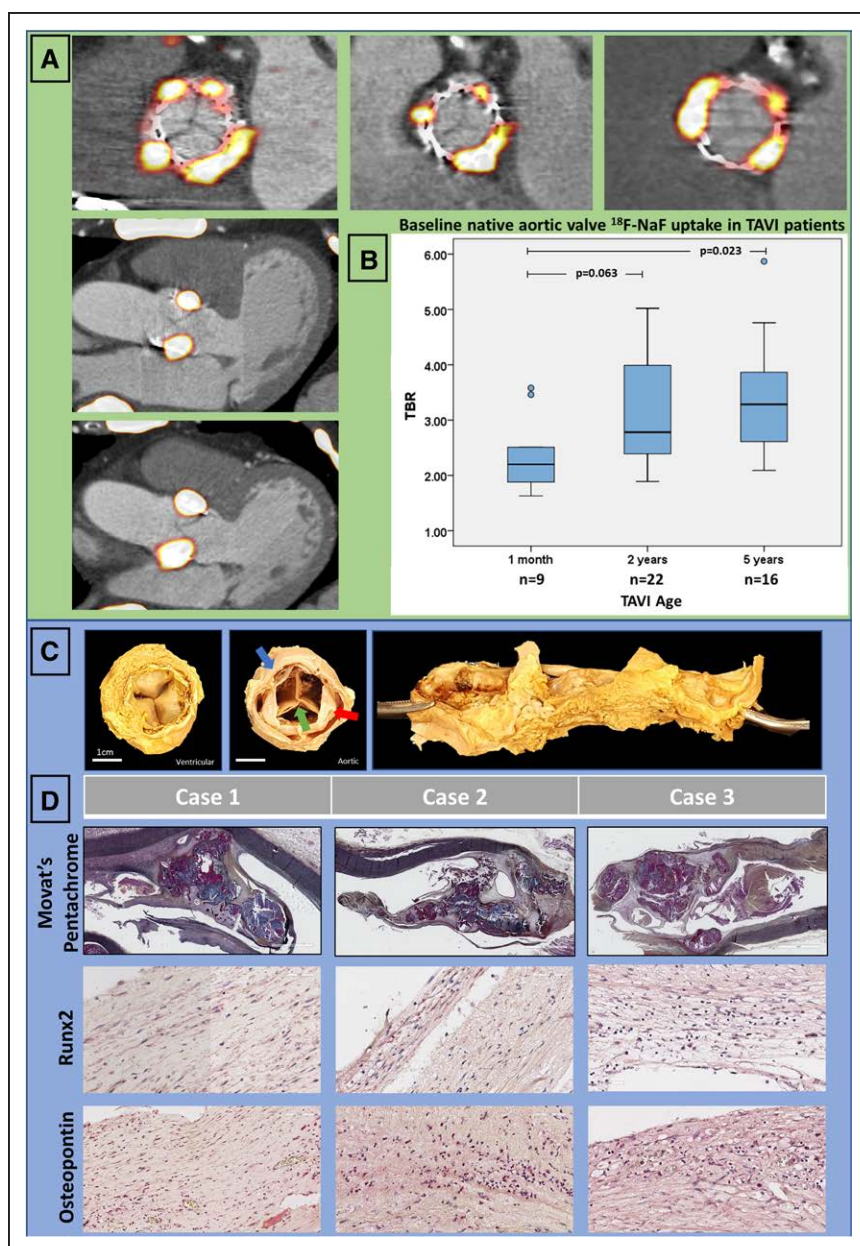 A
Baseline native aortic valve ¹⁸F-NaF uptake in TAVI patients
B
p=0.023
p=0.063
6.00
5.00
4.00
3.00
2.00
1.00
TBR
1 month
2 years
5 years
n=9
n=22
n=16
TAVI Age
C
1cm
Ventricular
Aortic
D
Case 1
Case 2
Case 3
Movat's
Pentachrome
Runx2
Osteopontin